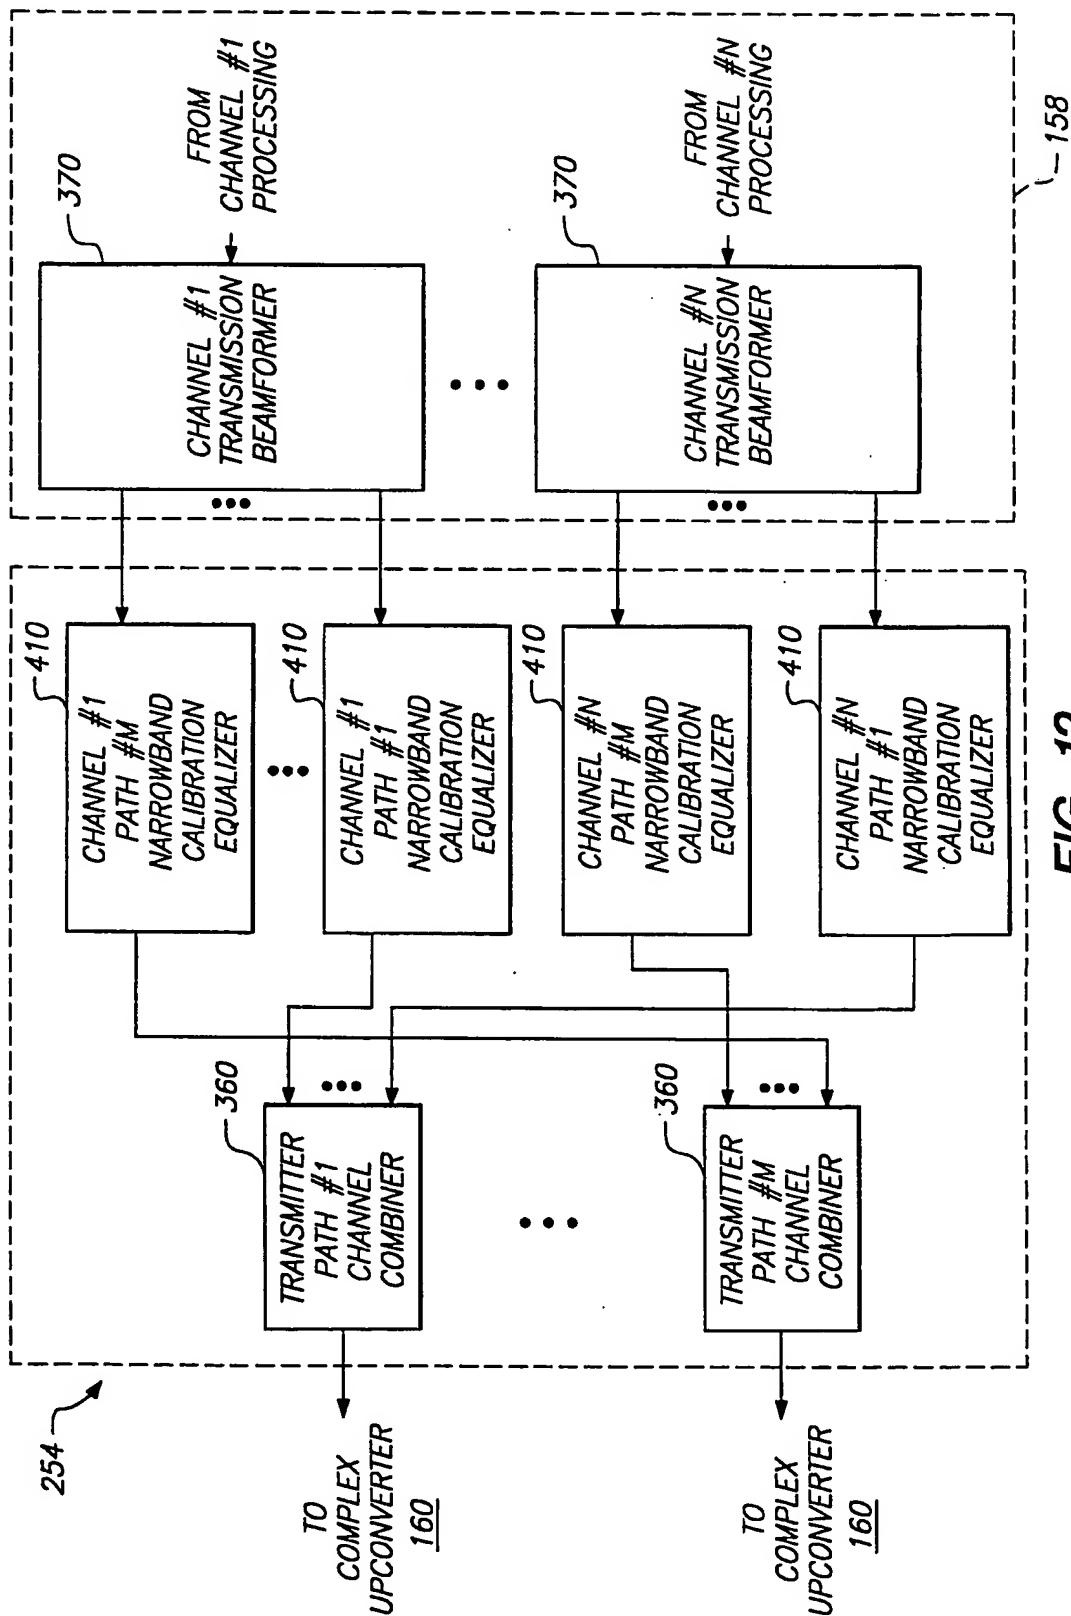 254
TO
COMPLEX
UPCONVERTER
160
TRANSMITTER
PATH #1
CHANNEL
COMBINER
360
CHANNEL #1
PATH #M
NARROWBAND
CALIBRATION
EQUALIZER
410
CHANNEL #1
PATH #1
NARROWBAND
CALIBRATION
EQUALIZER
410
CHANNEL #1
TRANSMISSION
BEAMFORMER
370
FROM
CHANNEL #1
PROCESSING
TO
COMPLEX
UPCONVERTER
160
TRANSMITTER
PATH #M
CHANNEL
COMBINER
360
CHANNEL #N
PATH #M
NARROWBAND
CALIBRATION
EQUALIZER
410
CHANNEL #N
PATH #1
NARROWBAND
CALIBRATION
EQUALIZER
410
CHANNEL #N
TRANSMISSION
BEAMFORMER
370
FROM
CHANNEL #N
PROCESSING
158
FIG. 12